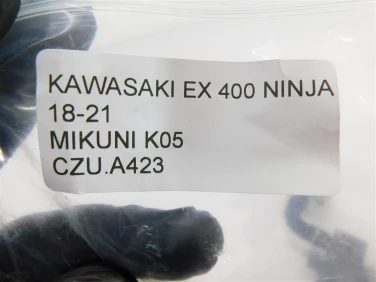 KAWASAKI EX 400 NINJA
18-21
MIKUNI K05
CZU.A423